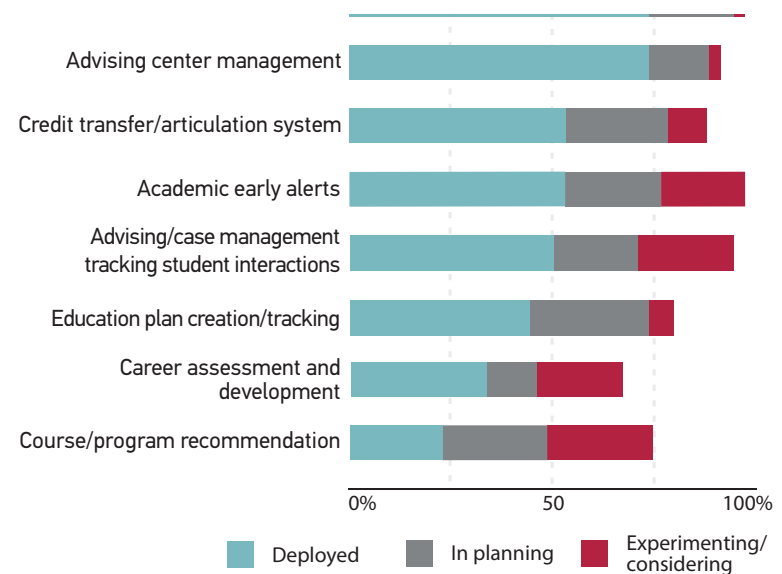 Advising center management
Credit transfer/articulation system
Academic early alerts
Advising/case management
tracking student interactions
Education plan creation/tracking
Career assessment and
development
Course/program recommendation
0% 50 100%
Deployed In planning Experimenting/
considering